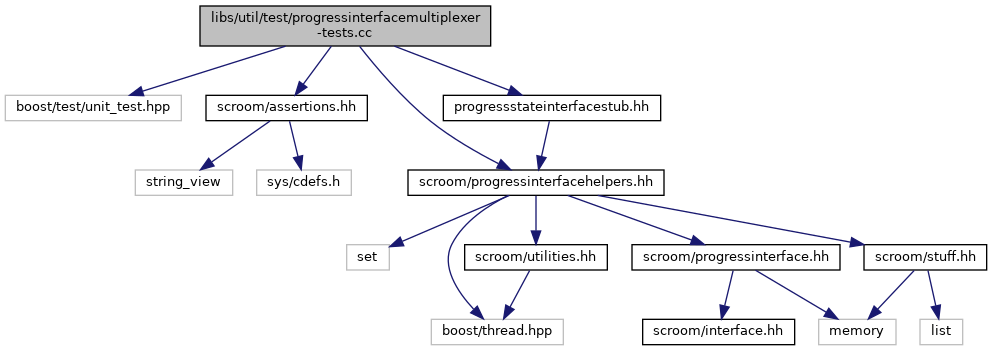 libs/util/test/progressinterfacemultiplexer
-tests.cc
boost/test/unit_test.hpp
scroom/assertions.hh
progressstateinterfacestub.hh
string_view
sys/cdefs.h
scroom/progressinterfacehelpers.hh
set
scroom/utilities.hh
scroom/progressinterface.hh
scroom/stuff.hh
boost/thread.hpp
scroom/interface.hh
memory
list